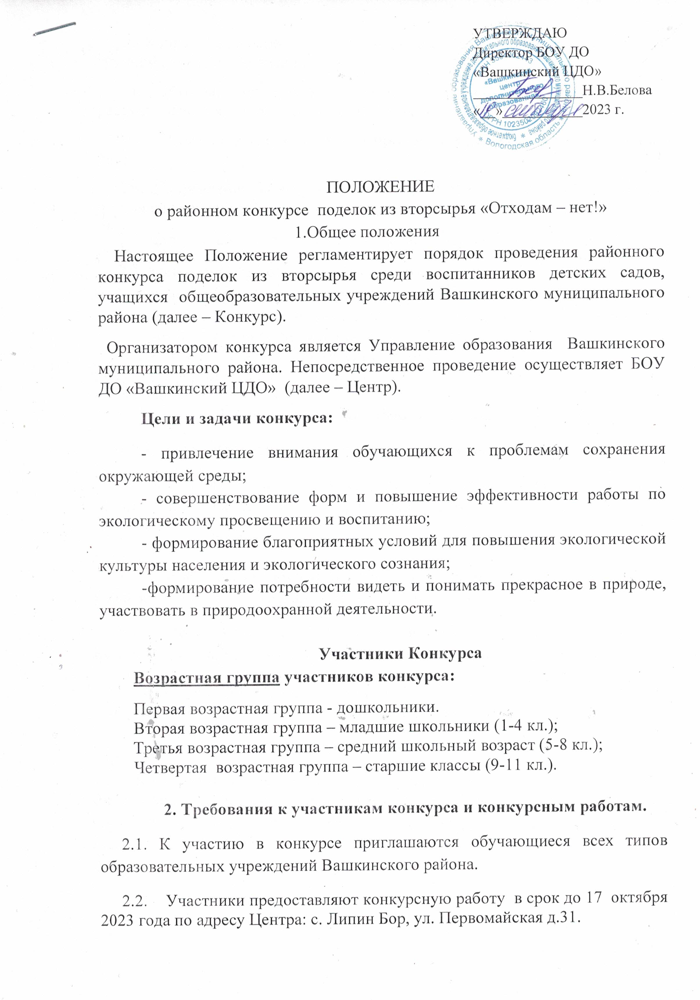 УТВЕРЖДАЮ
Директор БОУ ДО
«Вашкинский ЦДО»
Н.В.Белова
« » сентября 2023 г.
«Вашкинский
центр
дополнительного
образования»
Вологодская область
ПОЛОЖЕНИЕ
о районном конкурсе поделок из вторсырья «Отходам – нет!»
1.Общее положения
Настоящее Положение регламентирует порядок проведения районного
конкурса поделок из вторсырья среди воспитанников детских садов,
учащихся общеобразовательных учреждений Вашкинского муниципального
района (далее – Конкурс).
Организатором конкурса является Управление образования Вашкинского
муниципального района. Непосредственное проведение осуществляет БОУ
ДО «Вашкинский ЦДО» (далее – Центр).
Цели и задачи конкурса:
- привлечение внимания обучающихся к проблемам сохранения
окружающей среды;
- совершенствование форм и повышение эффективности работы по
экологическому просвещению и воспитанию;
- формирование благоприятных условий для повышения экологической
культуры населения и экологического сознания;
-формирование потребности видеть и понимать прекрасное в природе,
участвовать в природоохранной деятельности.
Участники Конкурса
Возрастная группа участников конкурса:
Первая возрастная группа - дошкольники.
Вторая возрастная группа – младшие школьники (1-4 кл.);
Третья возрастная группа – средний школьный возраст (5-8 кл.);
Четвертая возрастная группа – старшие классы (9-11 кл.).
2. Требования к участникам конкурса и конкурсным работам.
2.1. К участию в конкурсе приглашаются обучающиеся всех типов
образовательных учреждений Вашкинского района.
2.2. Участники предоставляют конкурсную работу в срок до 17 октября
2023 года по адресу Центра: с. Липин Бор, ул. Первомайская д.31.